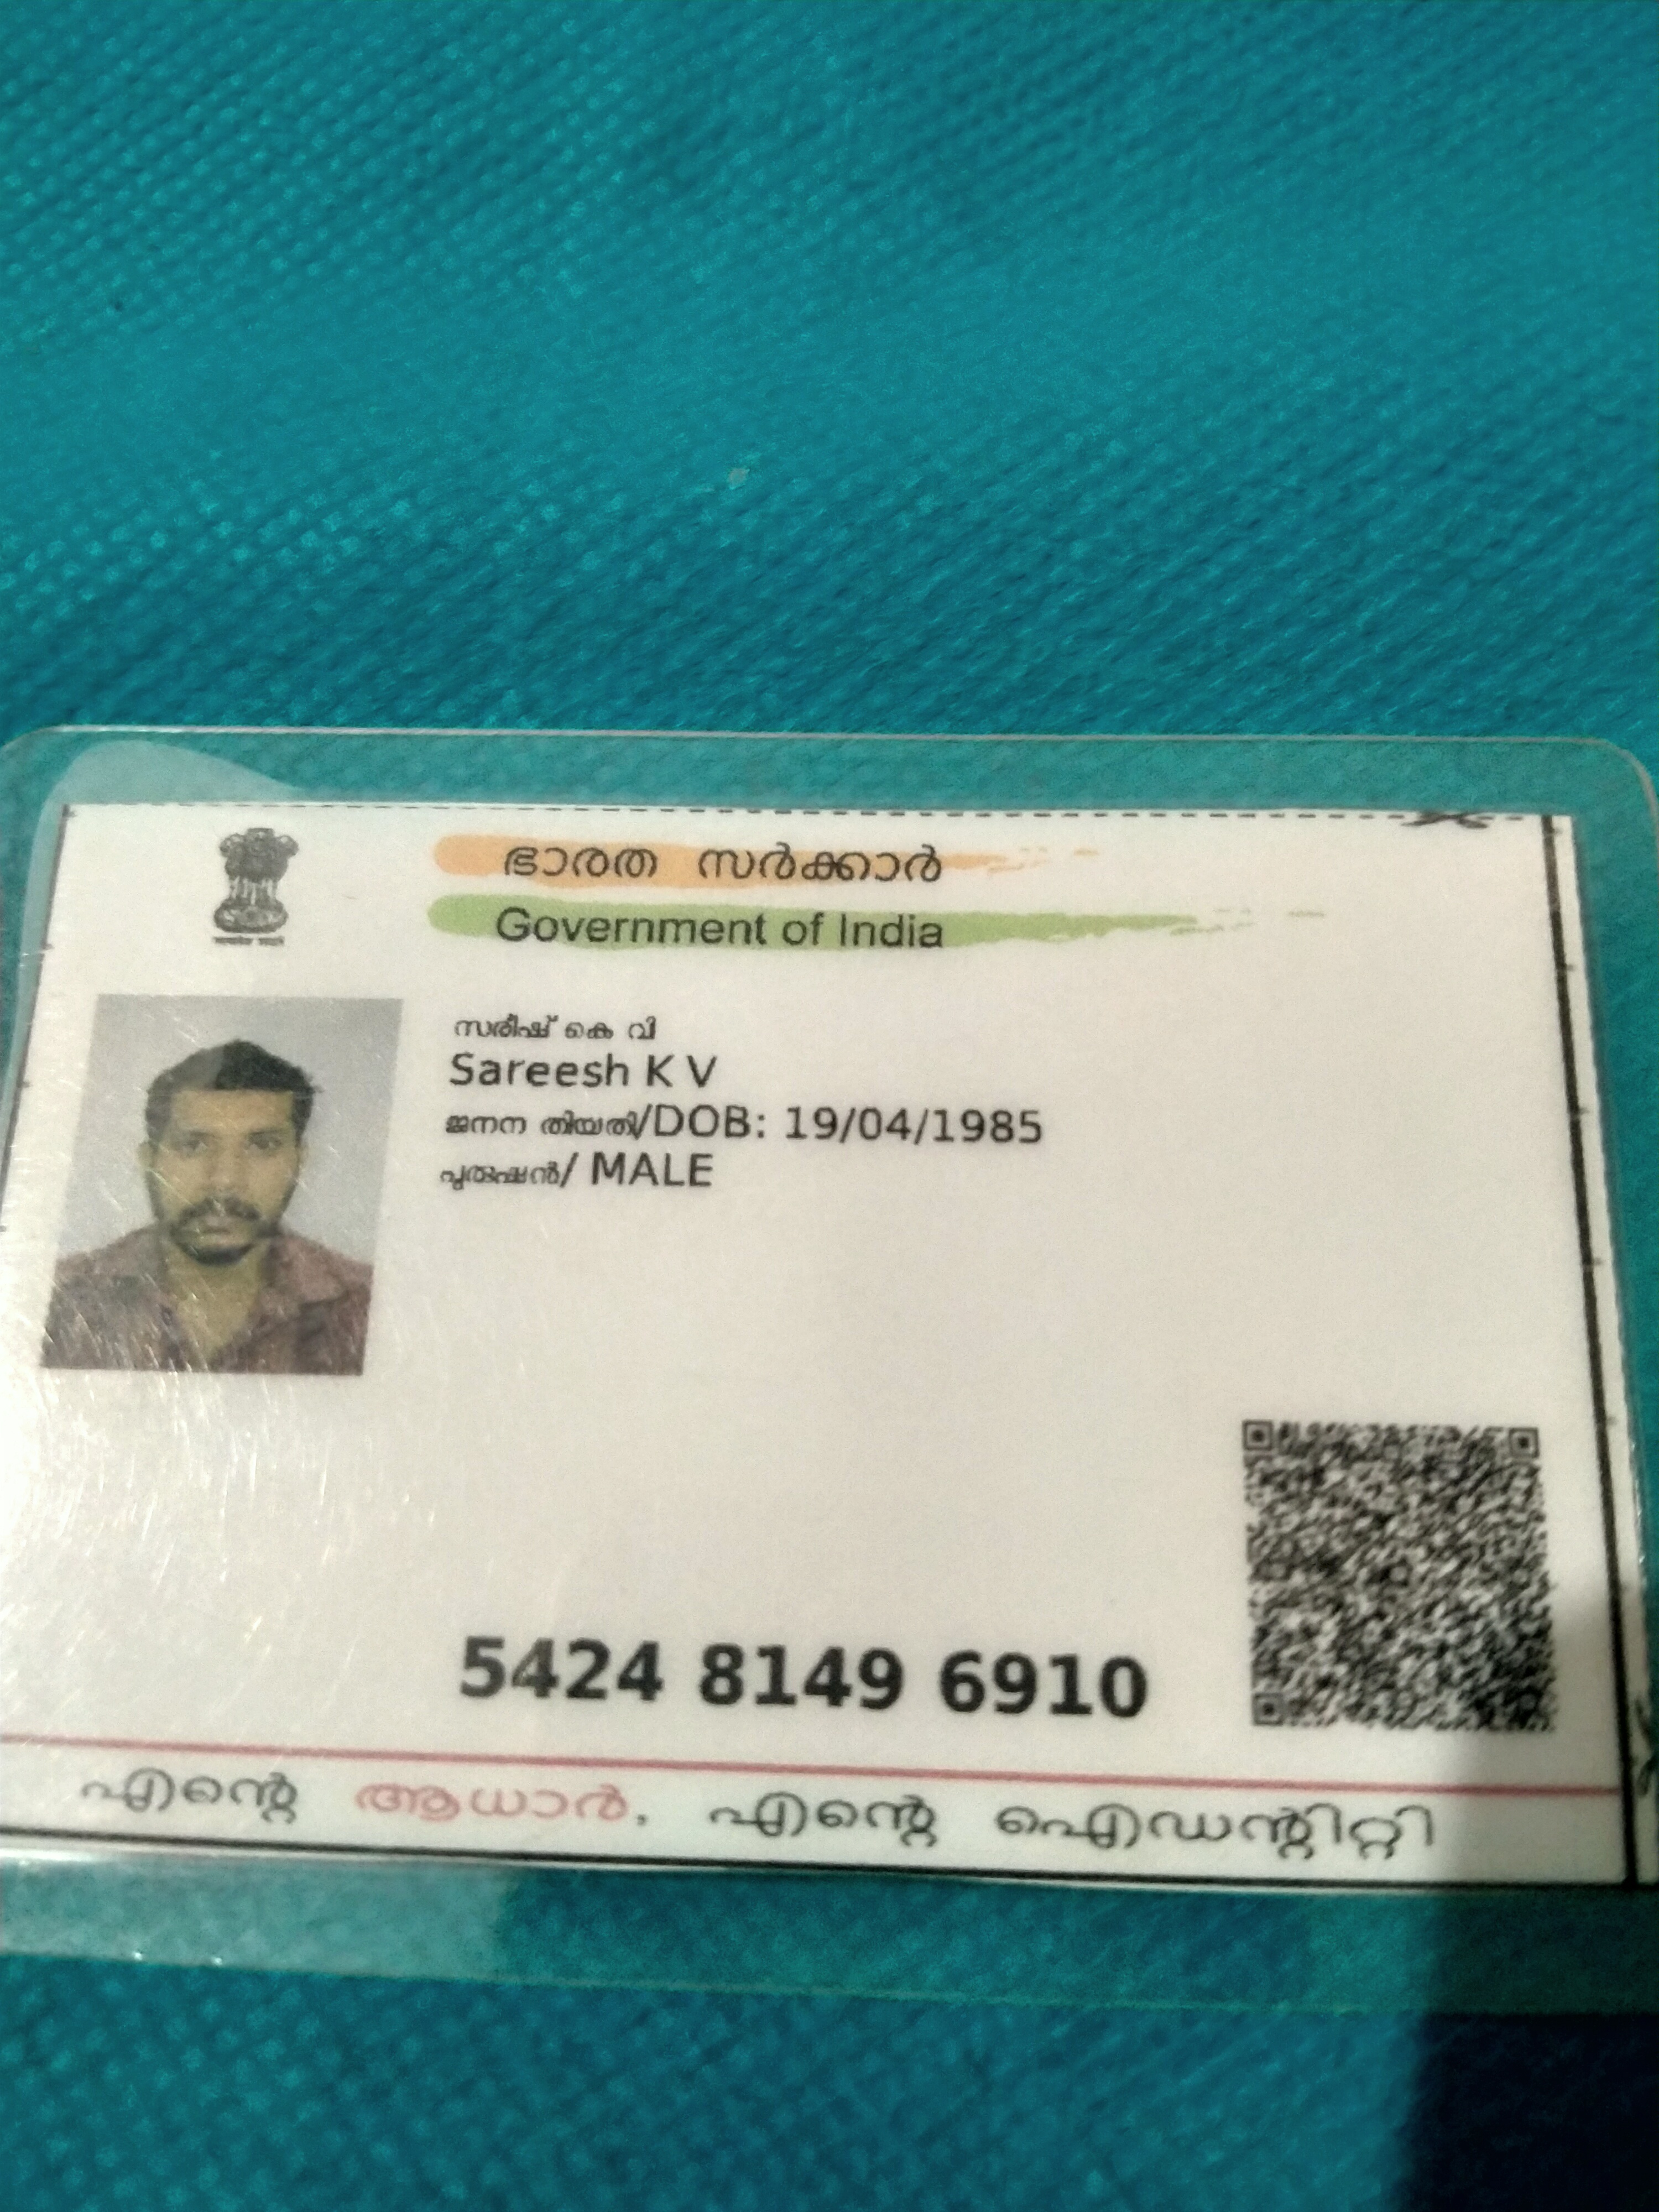 ഭാരത സർക്കാർ
Government of India
സരീഷ് കെ വി
Sareesh K V
ജനന തിയതി/DOB: 19/04/1985
പുരുഷൻ/ MALE
5424 8149 6910
എന്റെ ആധാർ, എന്റെ ഐഡന്റിറ്റി